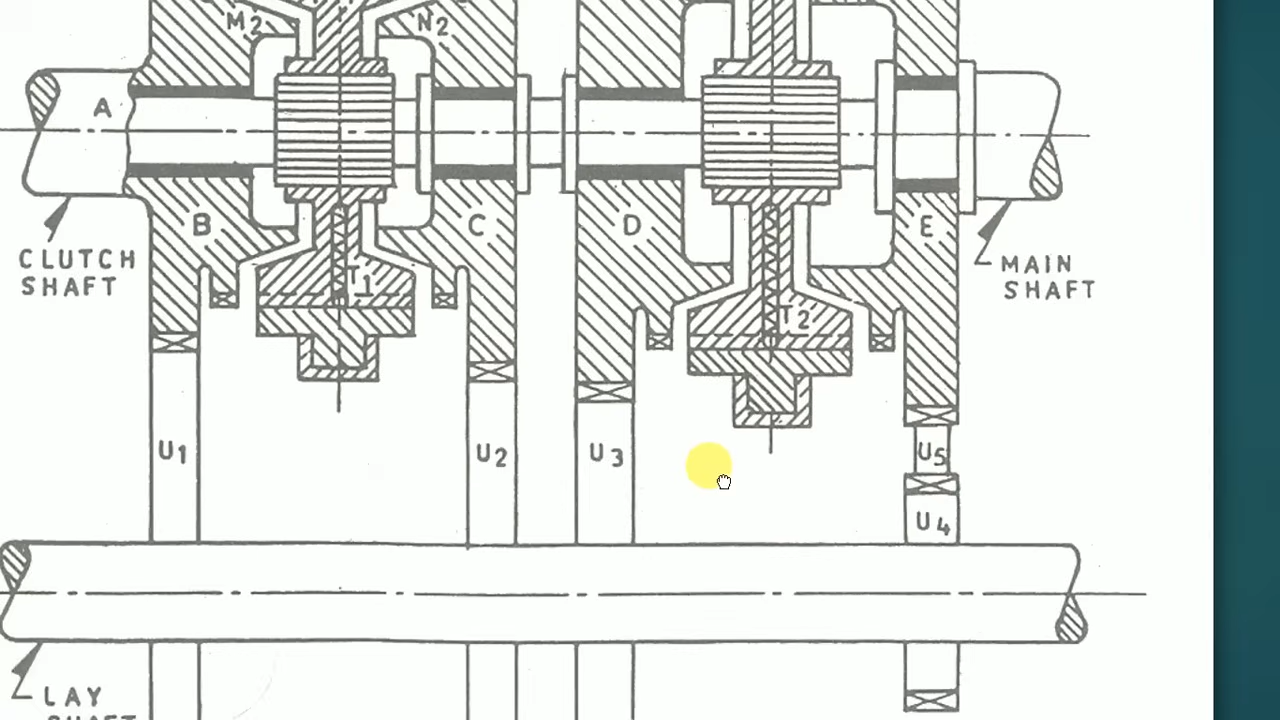 M2 N2
A
B C D E
CLUTCH
SHAFT
MAIN
SHAFT
T1
T2
U1 U2 U3 U5
U4
LAY